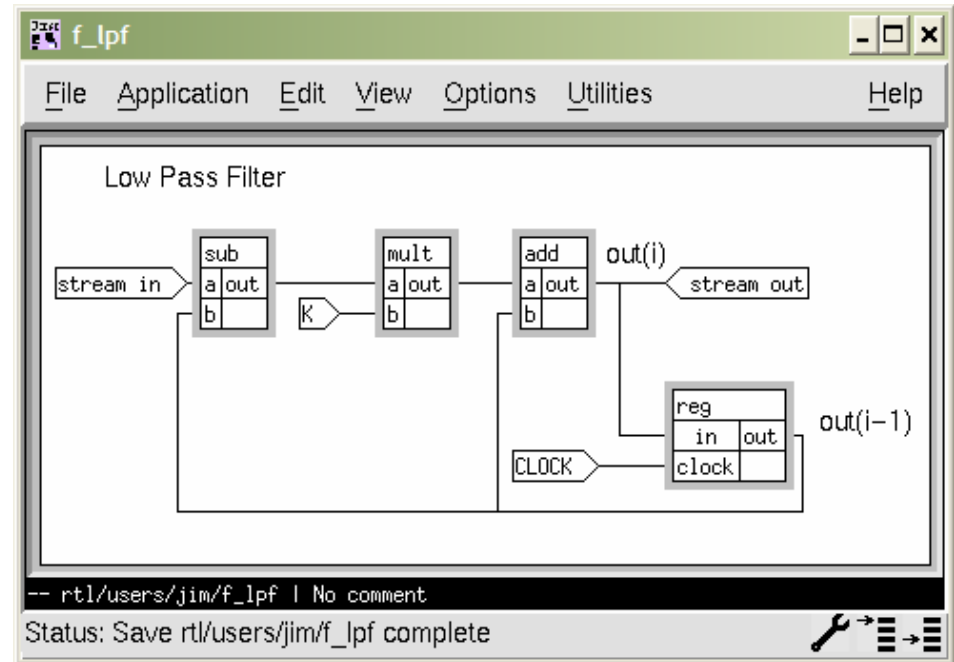 f_lpf
File Application Edit View Options Utilities Help
Low Pass Filter
sub
mult
add
out(i)
stream in
a out
a out
a out
stream out
b
K
b
b
reg
in out
out(i-1)
CLOCK
clock
-- rtl/users/jim/f_lpf | No comment
Status: Save rtl/users/jim/f_lpf complete